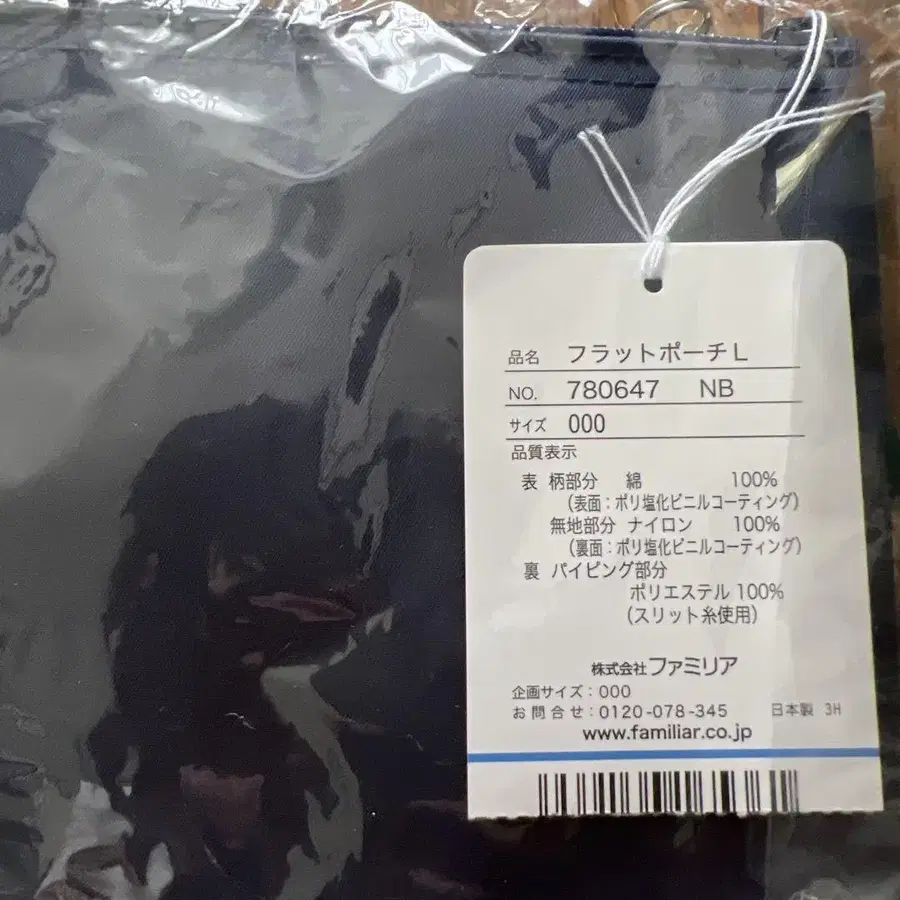 品名 フラットポーチL
NO. 780647 NB
サイズ 000
品質表示
表 柄部分 綿 100%
(表面:ポリ塩化ビニルコーティング)
無地部分 ナイロン 100%
(裏面:ポリ塩化ビニルコーティング)
裏 パイピング部分
ポリエステル 100%
(スリット糸使用)
株式会社ファミリア
企画サイズ:000
お問合せ:0120-078-345 日本製 3H
www.familiar.co.jp